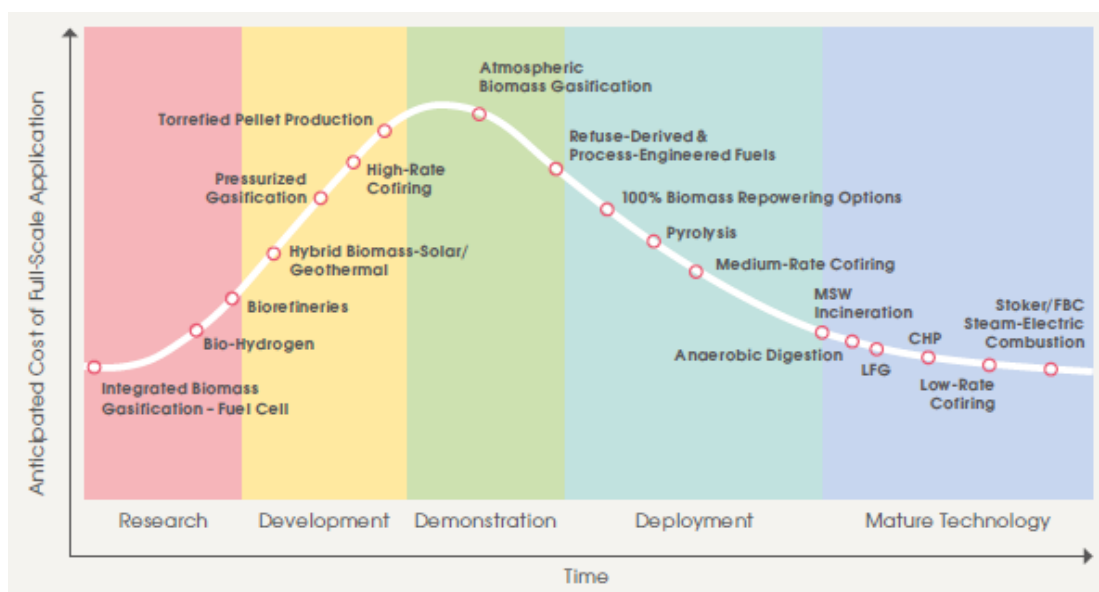 Anticipated Cost of Full-Scale Application
Atmospheric
Biomass Gasification
Torrefied Pellet Production
Refuse-Derived &
Process-Engineered Fuels
High-Rate
Cofiring
Pressurized
Gasification
100% Biomass Repowering Options
Pyrolysis
Hybrid Biomass-Solar/
Geothermal
Medium-Rate Cofiring
Biorefineries
MSW
Incineration
Stoker/FBC
Steam-Electric
Combustion
Bio-Hydrogen
CHP
Anaerobic Digestion
LFG
Integrated Biomass
Gasification – Fuel Cell
Low-Rate
Cofiring
Research
Development
Demonstration
Deployment
Mature Technology
Time